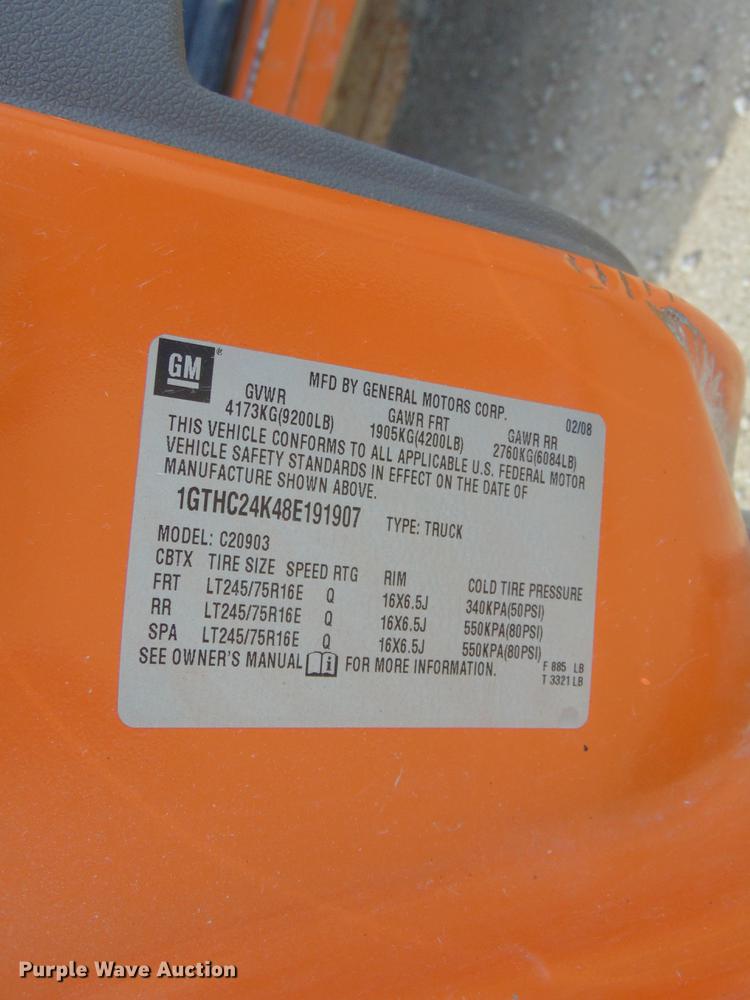 GM ®
MFD BY GENERAL MOTORS CORP. 02/08
GVWR GAWR FRT GAWR RR
4173KG(9200LB) 1905KG(4200LB) 2760KG(6084LB)
THIS VEHICLE CONFORMS TO ALL APPLICABLE U.S. FEDERAL MOTOR
VEHICLE SAFETY STANDARDS IN EFFECT ON THE DATE OF
MANUFACTURE SHOWN ABOVE.
1GTHC24K48E191907 TYPE: TRUCK
MODEL: C20903
CBTX TIRE SIZE SPEED RTG RIM COLD TIRE PRESSURE
FRT LT245/75R16E Q 16X6.5J 340KPA(50PSI)
RR LT245/75R16E Q 16X6.5J 550KPA(80PSI)
SPA LT245/75R16E Q 16X6.5J 550KPA(80PSI)
SEE OWNER'S MANUAL i FOR MORE INFORMATION.
F 885 LB
T 3321 LB
Purple Wave Auction